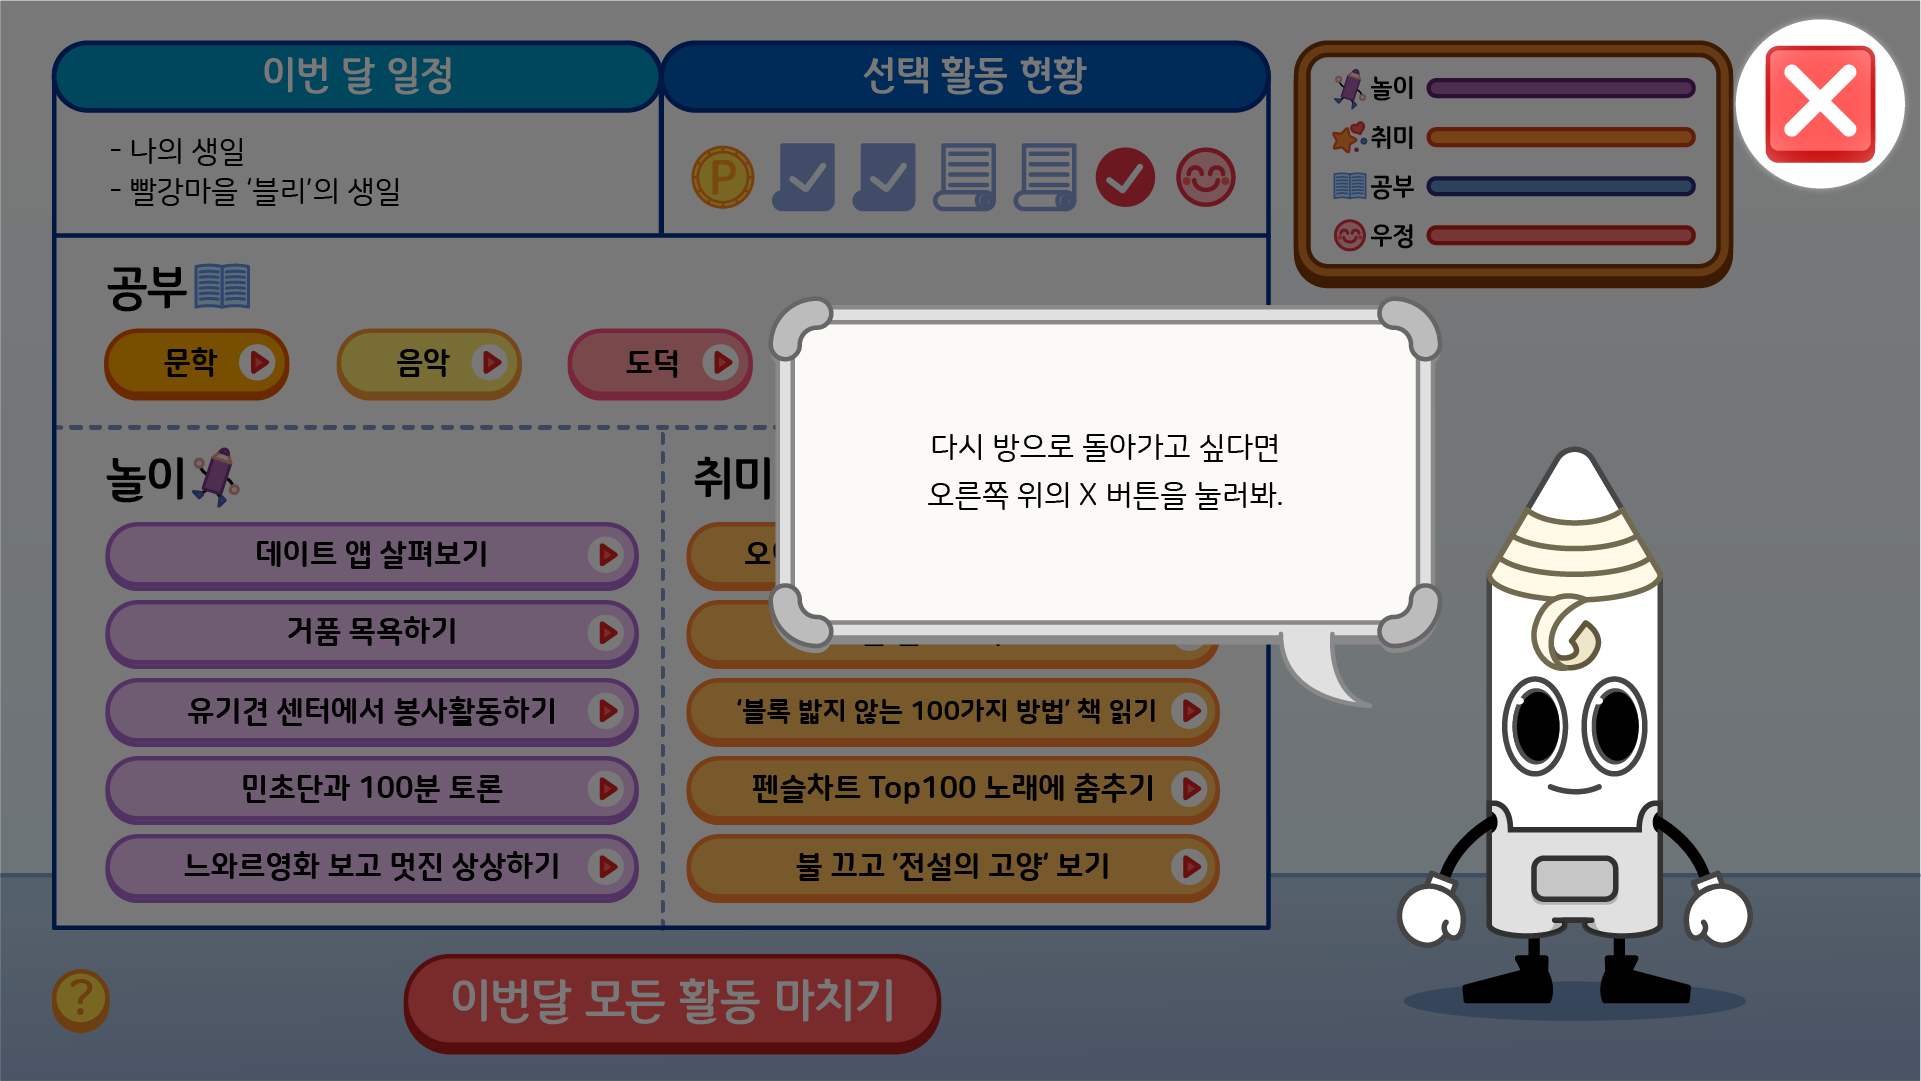 이번 달 일정
선택 활동 현황
- 나의 생일
- 빨강마을 ‘블리’의 생일
P
놀이
취미
공부
우정
공부
문학
음악
도덕
다시 방으로 돌아가고 싶다면
오른쪽 위의 X 버튼을 눌러봐.
놀이
데이트 앱 살펴보기
거품 목욕하기
유기견 센터에서 봉사활동하기
민초단과 100분 토론
느와르영화 보고 멋진 상상하기
취미
‘블록 밟지 않는 100가지 방법’ 책 읽기
펜슬차트 Top100 노래에 춤추기
불 끄고 ’전설의 고양‘ 보기
?
이번달 모든 활동 마치기